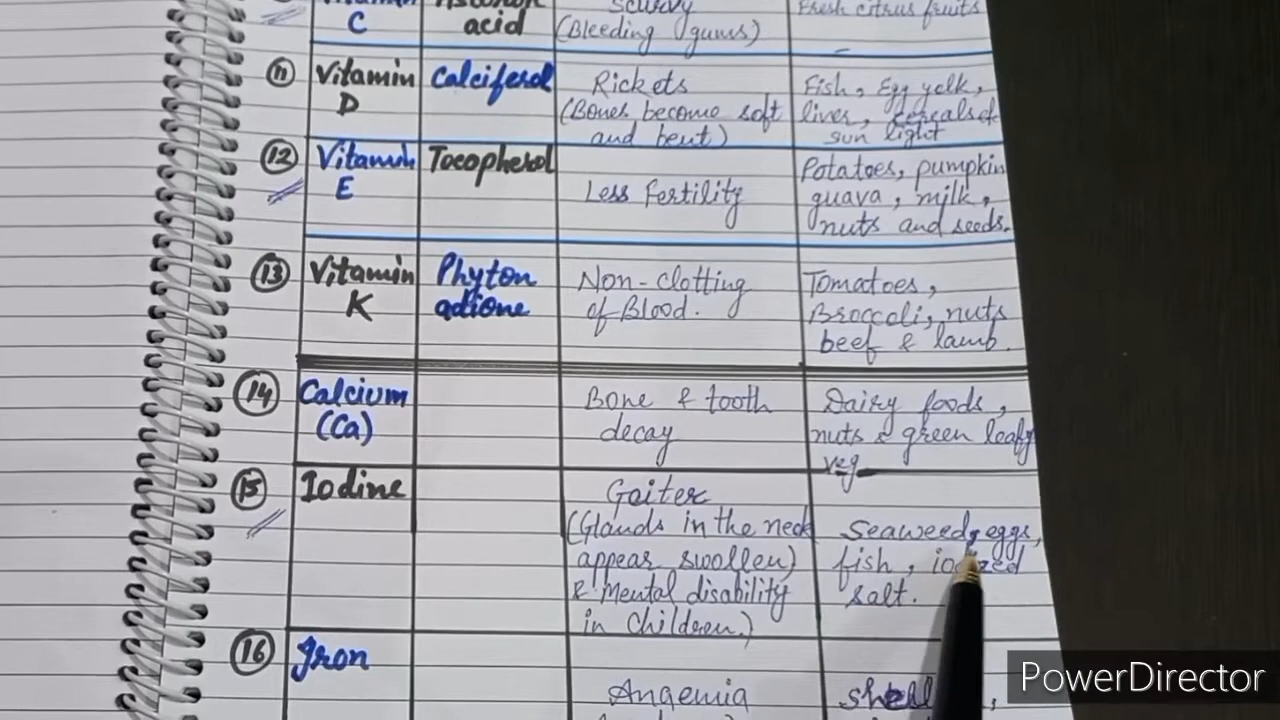 C acid (Bleeding gums) Fresh citrus fruits
11 Vitamin D Calciferol Rickets (Bones become soft and bent) Fish, Egg yolk, liver, cereals & sun light
12 Vitamin E Tocopherol Less Fertility Potatoes, pumpkin guava, milk, nuts and seeds.
13 Vitamin K Phyton adione Non-clotting of Blood. Tomatoes, Broccoli, nuts beef & lamb.
14 Calcium (Ca) Bone & tooth decay Dairy foods, nuts & green leafy veg
15 Iodine Goiter (Glands in the neck appear swollen) & Mental disability in children.) Seaweed, eggs, fish, iodized salt.
16 Iron Anaemia
PowerDirector